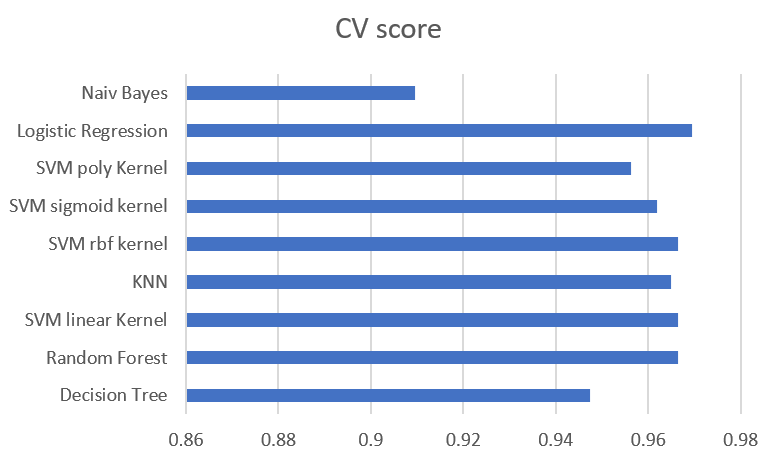 CV score
Naiv Bayes
Logistic Regression
SVM poly Kernel
SVM sigmoid kernel
SVM rbf kernel
KNN
SVM linear Kernel
Random Forest
Decision Tree
0.86 0.88 0.9 0.92 0.94 0.96 0.98